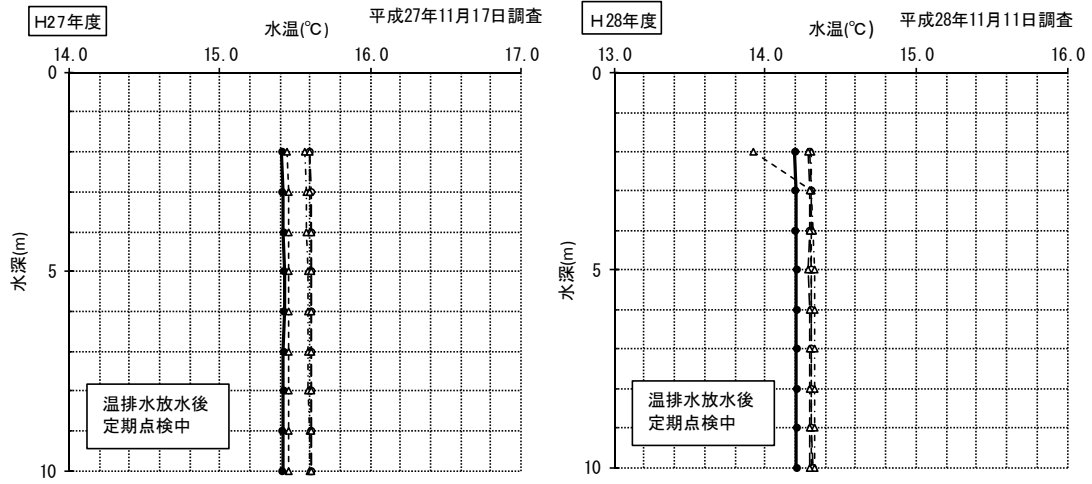 H27年度
平成27年11月17日調査
水温(℃)
14.0 15.0 16.0 17.0
0
5
10
水深(m)
温排水放水後
定期点検中
H28年度
平成28年11月11日調査
水温(℃)
13.0 14.0 15.0 16.0
0
5
10
水深(m)
温排水放水後
定期点検中